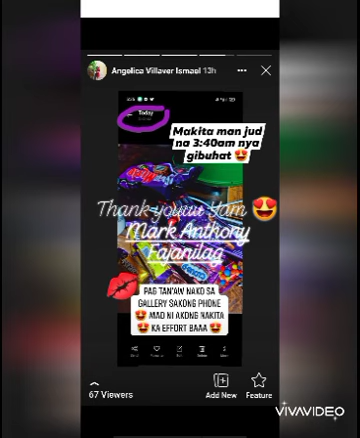 Angelica Villaver Ismael 13h
Today
Makita man jud
na 3:40am nya
gibuhat 😍
Thank youuu Yam 😍
Mark Anthony
Fajanilag
PAG TAN'AW NAKO SA
GALLERY SAKONG PHONE
😍 MAO NI AKONG NAKITA
😍 KA EFFORT BAAA 😍
67 Viewers
Add New
Feature
VIVAVIDEO